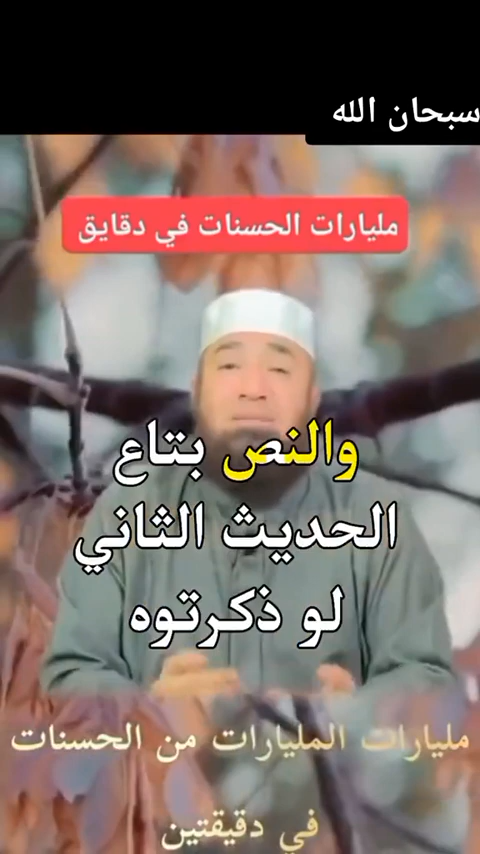 سبحان الله
مليارات الحسنات في دقايق
والنص بتاع
الحديث الثاني
لو ذكرتوه
مليارات المليارات من الحسنات
في دقيقتين